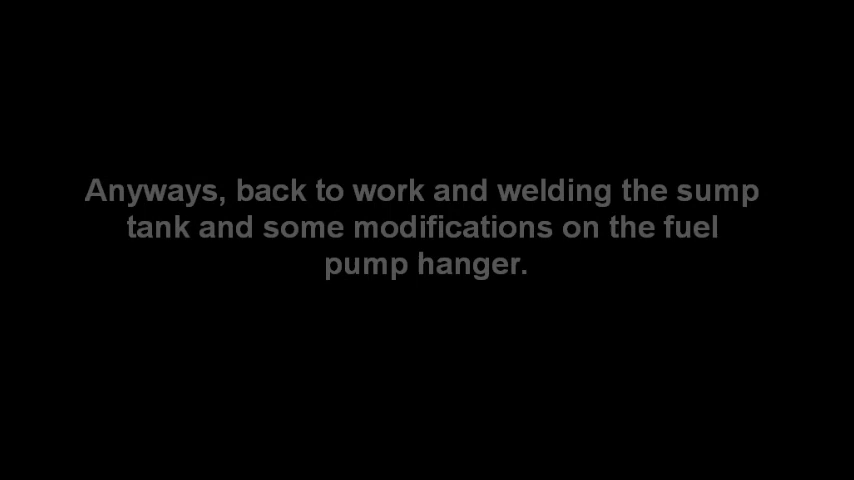 Anyways, back to work and welding the sump
tank and some modifications on the fuel
pump hanger.